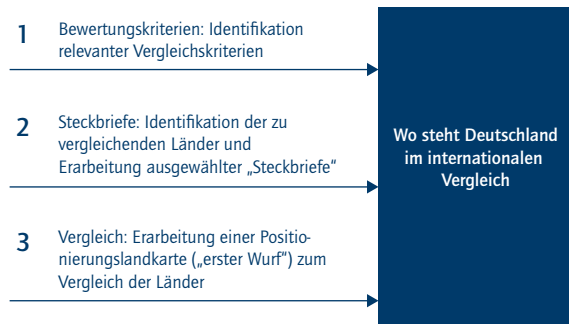 1 Bewertungskriterien: Identifikation
relevanter Vergleichskriterien
2 Steckbriefe: Identifikation der zu
vergleichenden Länder und
Erarbeitung ausgewählter „Steckbriefe“
3 Vergleich: Erarbeitung einer Positio-
nierungslandkarte („erster Wurf“) zum
Vergleich der Länder
Wo steht Deutschland
im internationalen
Vergleich